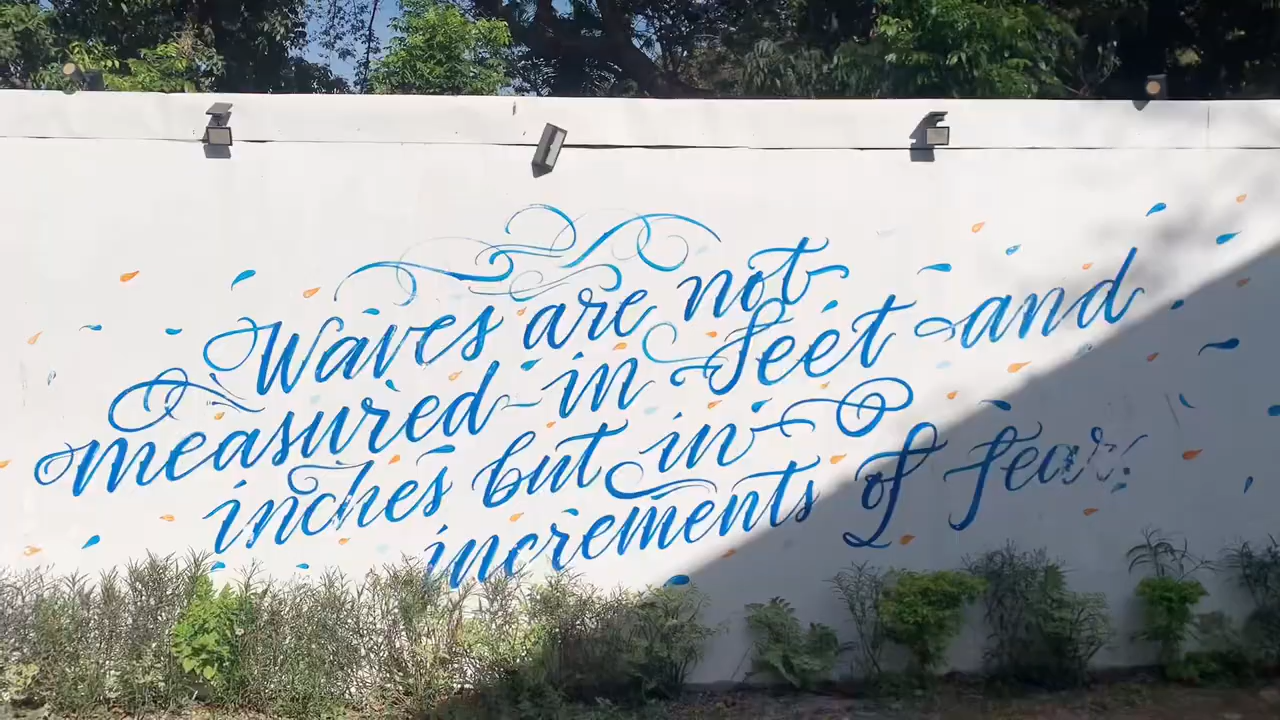 Waves are not
measured in feet and
inches but in
increments of fear.